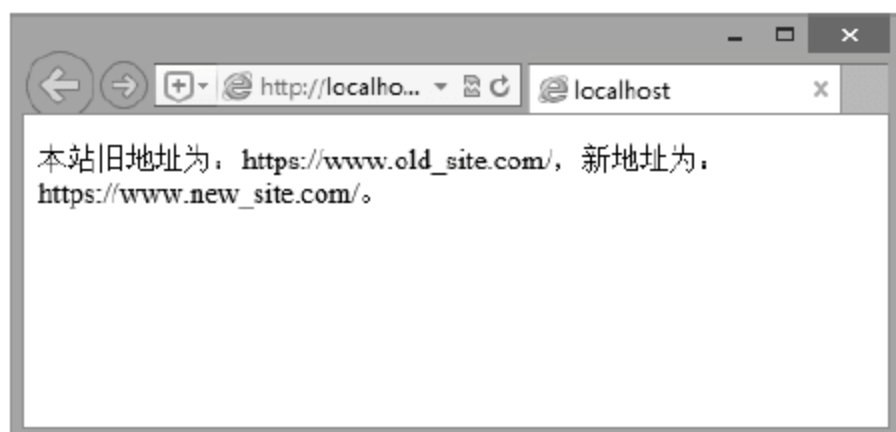 http://localho...
localhost
本站旧地址为：https://www.old_site.com/，新地址为：
https://www.new_site.com/。